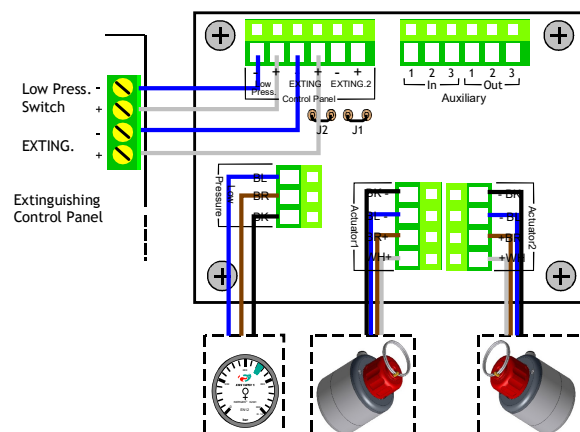 Low Press.
Switch
-
+
EXTING.
-
+
Extinguishing
Control Panel
- + - + - +
Low
Press.
EXTING
EXTING.2
Control Panel
J2
J1
1 2 3 1 2 3
In
Out
Auxiliary
Low
Pressure
BL
BR
BK
Actuator1
BK -
BL -
BR+
WH+
Actuator2
- BK
- BL
+BR
+WH